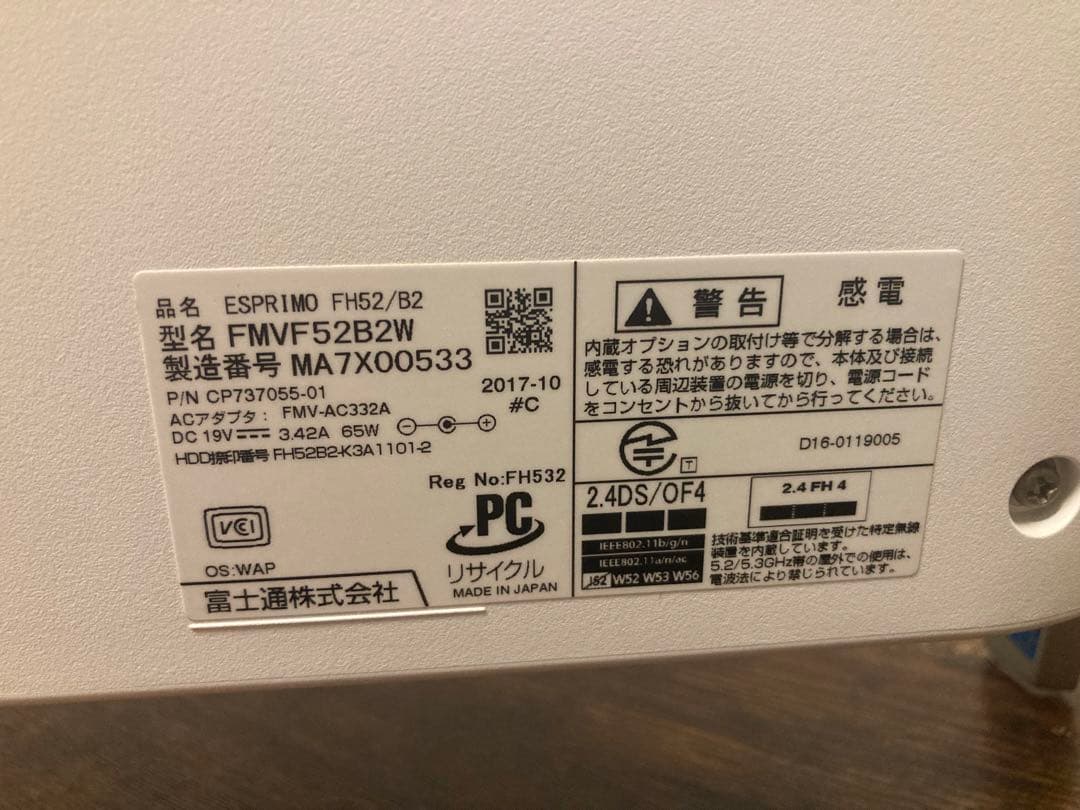 品名 ESPRIMO FH52/B2
型名 FMVF52B2W
製造番号 MA7X00533
P/N CP737055-01
2017-10
#C
ACアダプタ: FMV-AC332A
DC 19V 3.42A 65W
HDD捺印番号 FH52B2-K3A1101-2
Reg No:FH532
VCCI
PC
リサイクル
OS:WAP
MADE IN JAPAN
富士通株式会社
警告 感電
内蔵オプションの取付け等で分解する場合は、
感電する恐れがありますので、本体及び接続
している周辺装置の電源を切り、電源コード
をコンセントから抜いてから行ってください。
T
D16-0119005
2.4DS/OF4
2.4 FH 4
IEEE802.11b/g/n
IEEE802.11a/n/ac
J52 W52 W53 W56
技術基準適合証明を受けた特定無線
装置を内蔵しています。
5.2/5.3GHz帯の屋外での使用は、
電波法により禁じられています。